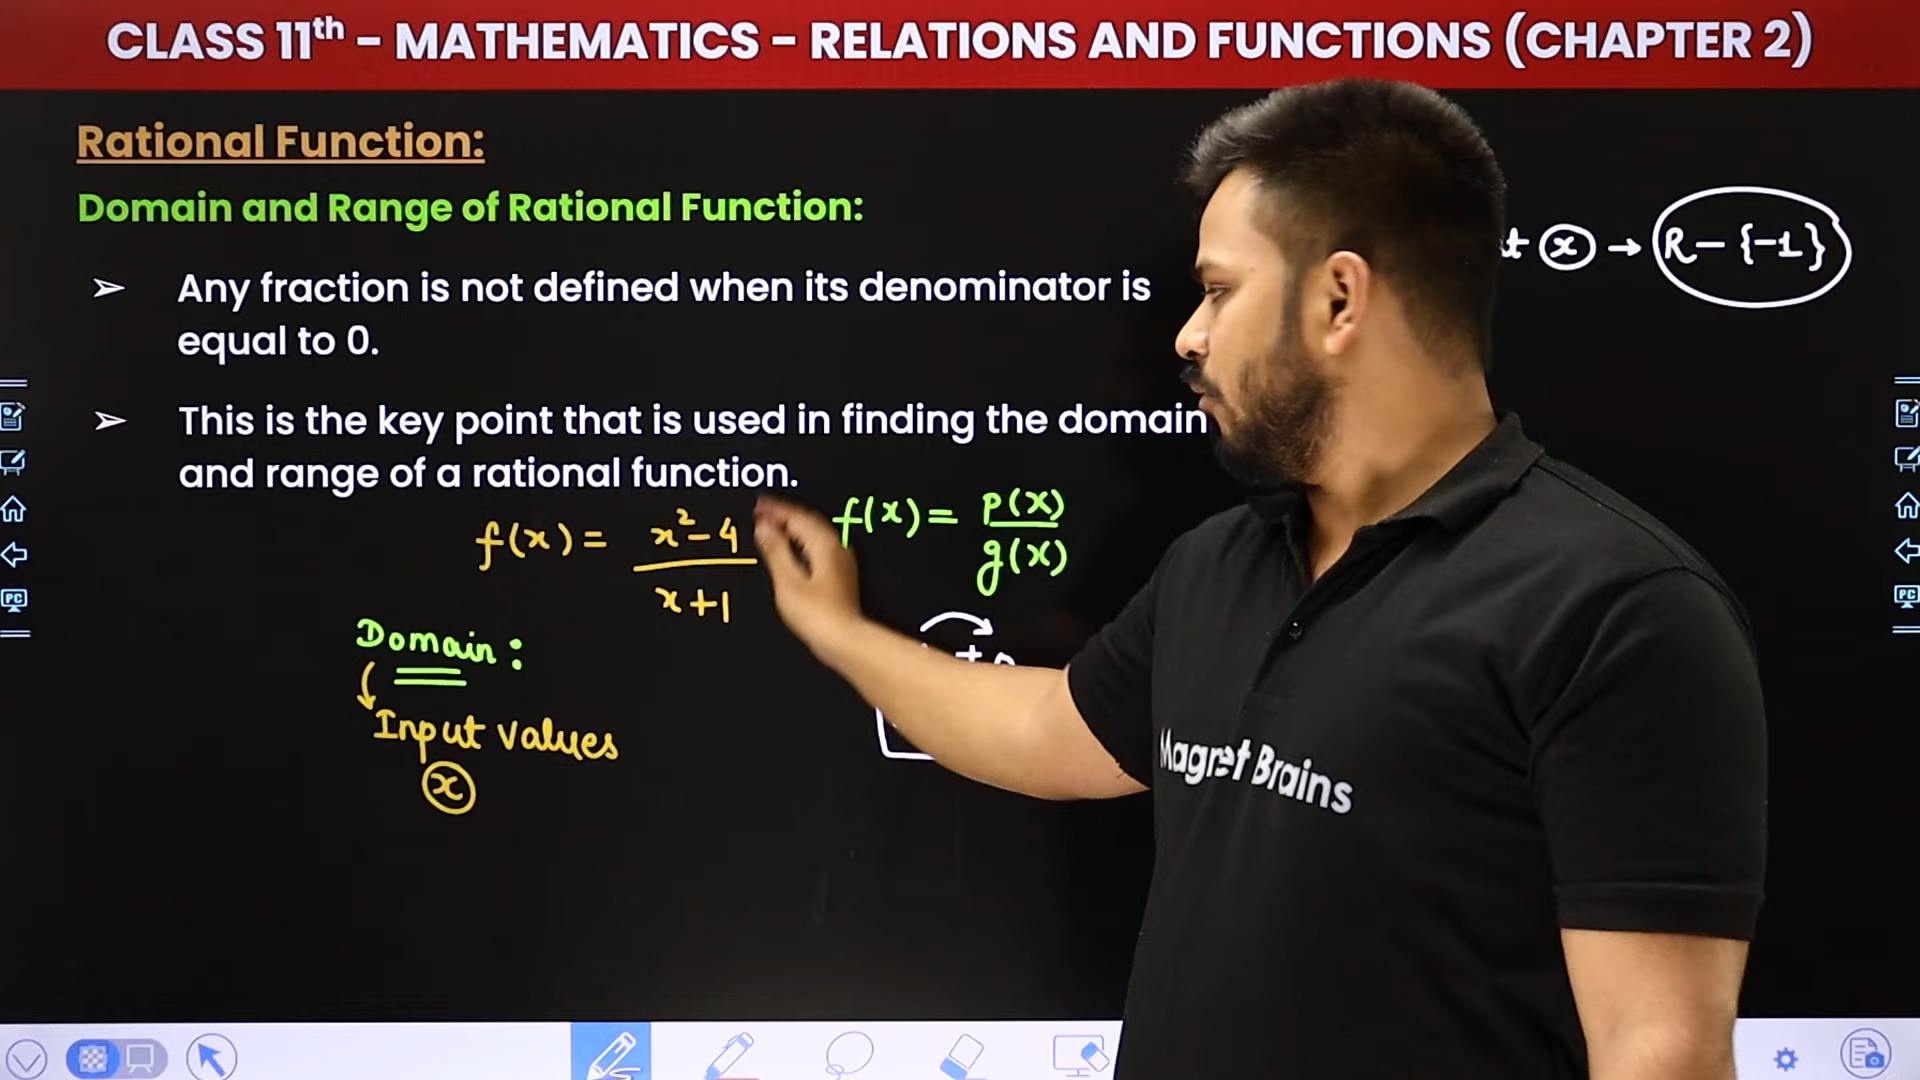 CLASS 11th - MATHEMATICS - RELATIONS AND FUNCTIONS (CHAPTER 2)
Rational Function:
Domain and Range of Rational Function:
x → R - {-1}
➢ Any fraction is not defined when its denominator is
equal to 0.
➢ This is the key point that is used in finding the domain
and range of a rational function.
f(x) = x²-4 / x+1
f(x) = p(x) / g(x)
Domain:
Input values
x
Magnet Brains
PC
PC